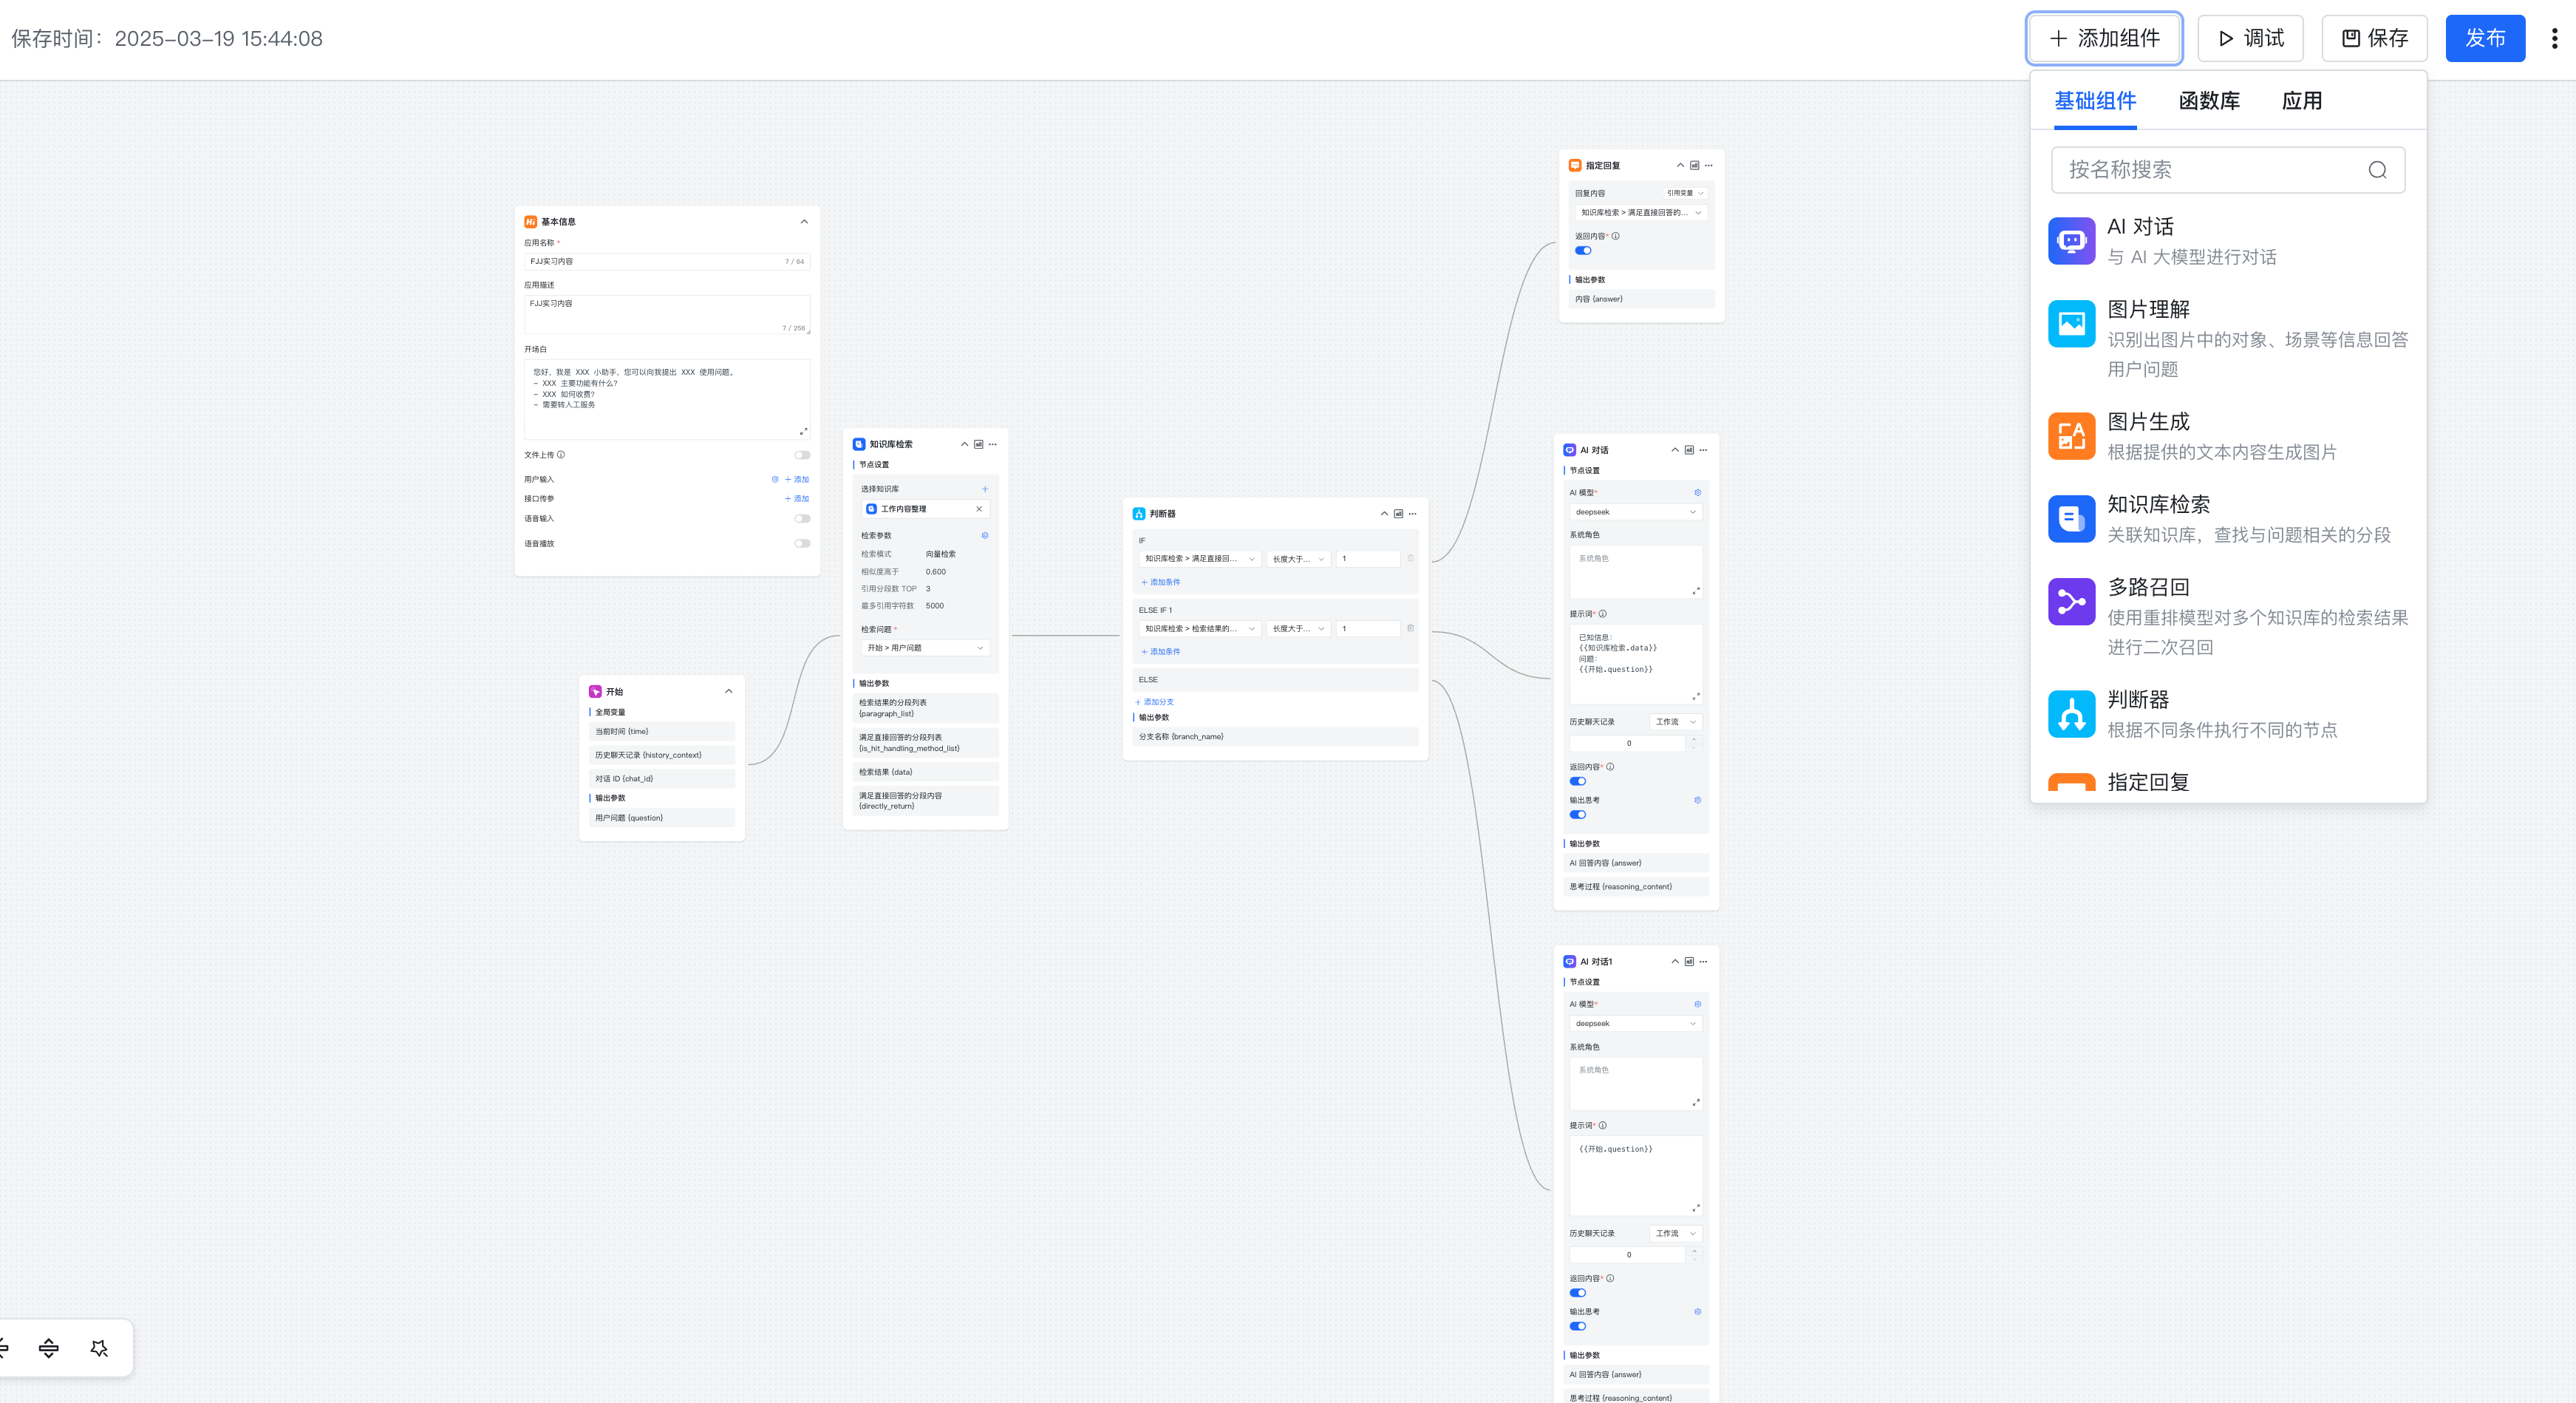 保存时间：2025-03-19 15:44:08
添加组件
调试
保存
发布
基础组件 函数库 应用
按名称搜索
AI 对话
与 AI 大模型进行对话
图片理解
识别出图片中的对象、场景等信息回答
用户问题
图片生成
根据提供的文本内容生成图片
知识库检索
关联知识库，查找与问题相关的分段
多路召回
使用重排模型对多个知识库的检索结果
进行二次召回
判断器
根据不同条件执行不同的节点
指定回复
基本信息
应用名称 *
FJJ实习内容 7 / 64
应用描述
FJJ实习内容
7 / 256
开场白
您好，我是 XXX 小助手，您可以向我提出 XXX 使用问题。
- XXX 主要功能有什么？
- XXX 如何收费？
- 需要转人工服务
文件上传
用户输入 + 添加
接口传参 + 添加
语音输入
语音播放
开始
全局变量
当前时间 {time}
历史聊天记录 {history_context}
对话 ID {chat_id}
输出参数
用户问题 {question}
知识库检索
节点设置
选择知识库
工作内容整理
检索参数
检索模式 向量检索
相似度高于 0.600
引用分段数 TOP 3
最多引用字符数 5000
检索问题 *
开始 > 用户问题
输出参数
检索结果的分段列表
{paragraph_list}
满足直接回答的分段列表
{is_hit_handling_method_list}
检索结果 {data}
满足直接回答的分段内容
{directly_return}
判断器
IF
知识库检索 > 满足直接回... 长度大于... 1
+ 添加条件
ELSE IF 1
知识库检索 > 检索结果的... 长度大于... 1
+ 添加条件
ELSE
+ 添加分支
输出参数
分支名称 {branch_name}
指定回复
回复内容 引用变量
知识库检索 > 满足直接回答的...
返回内容*
输出参数
内容 {answer}
AI 对话
节点设置
AI 模型*
deepseek
系统角色
系统角色
提示词*
已知信息：
{{知识库检索.data}}
问题：
{{开始.question}}
历史聊天记录 工作流
0
返回内容*
输出思考
输出参数
AI 回答内容 {answer}
思考过程 {reasoning_content}
AI 对话1
节点设置
AI 模型*
deepseek
系统角色
系统角色
提示词*
{{开始.question}}
历史聊天记录 工作流
0
返回内容*
输出思考
输出参数
AI 回答内容 {answer}
思考过程 {reasoning_content}